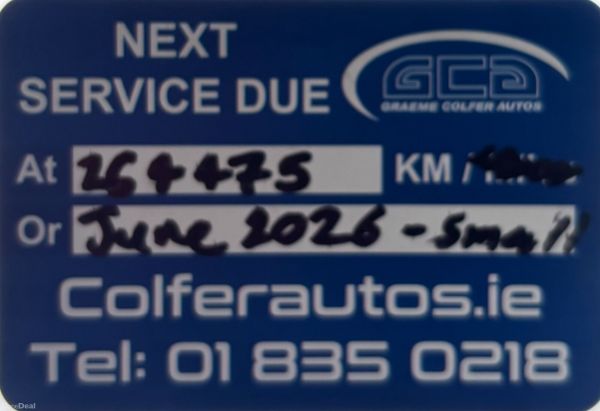 NEXT
SERVICE DUE
GCA
GRAEME COLFER AUTOS
At 264475 KM /
Or June 2026 - Small
Colferautos.ie
Tel: 01 835 0218